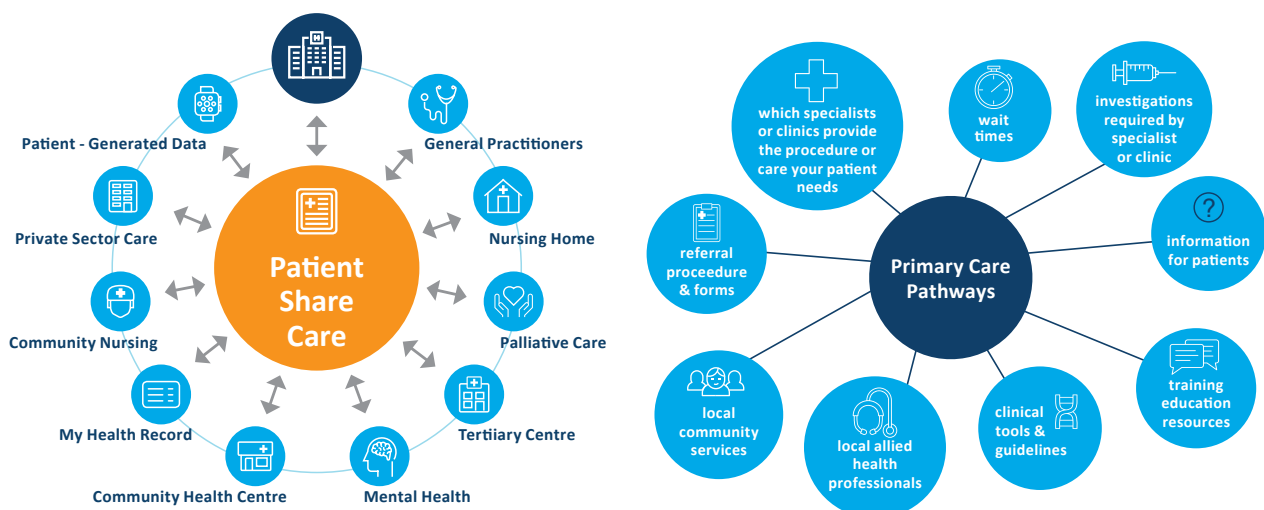 Patient - Generated Data
General Practitioners
Private Sector Care
Nursing Home
Patient
Share
Care
Community Nursing
Palliative Care
My Health Record
Tertiary Centre
Community Health Centre
Mental Health
H
which specialists
or clinics provide
the procedure or
care your patient
needs
wait
times
investigations
required by
specialist
or clinic
referral
proceedure
& forms
Primary Care
Pathways
?
information
for patients
local
community
services
local allied
health
professionals
clinical
tools &
guidelines
training
education
resources